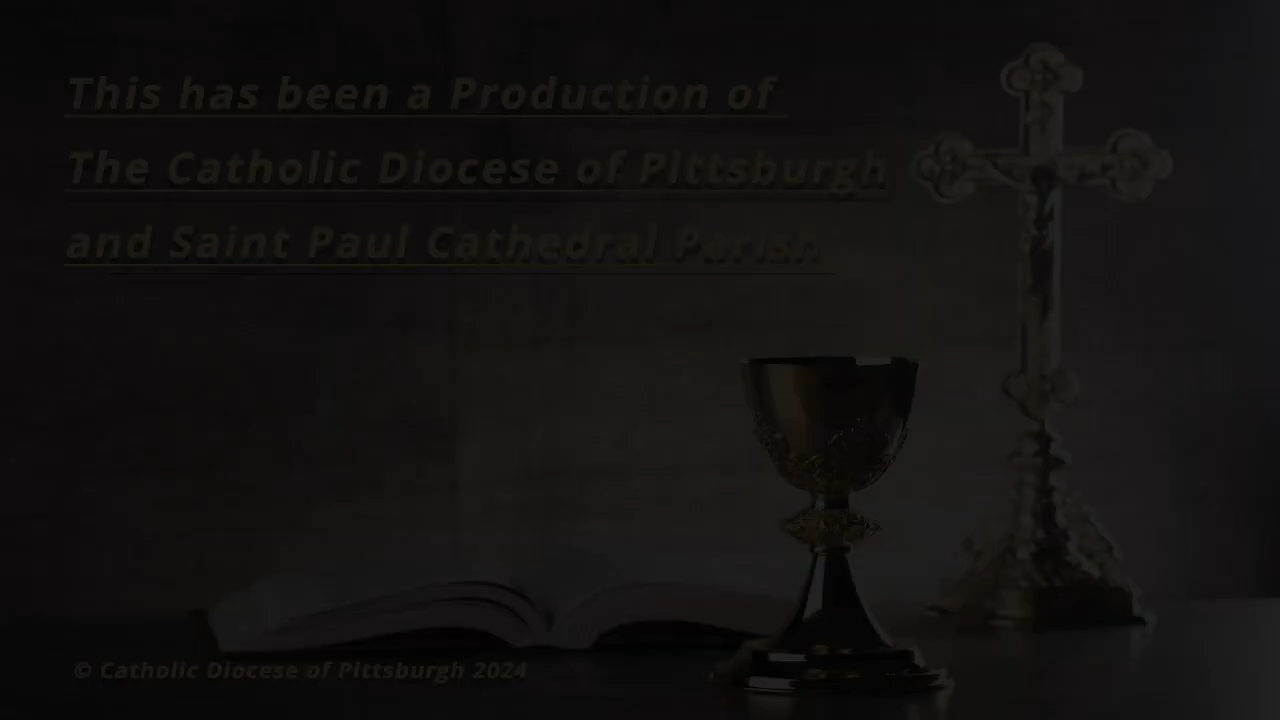 This has been a Production of
The Catholic Diocese of Pittsburgh
and Saint Paul Cathedral Parish
© Catholic Diocese of Pittsburgh 2024